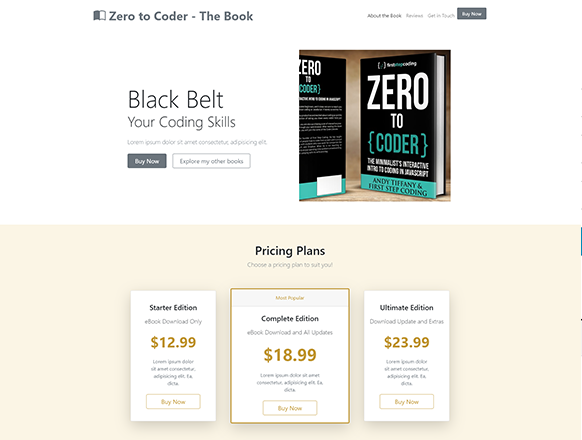 Zero to Coder - The Book
About the Book Reviews Get in Touch Buy Now
Black Belt
Your Coding Skills
Lorem ipsum dolor sit amet consectetur, adipisicing elit.
Buy Now Explore my other books
firststepcoding
ZERO
TO
{CODER}
THE MINIMALIST'S INTERACTIVE
INTRO TO CODING IN JAVASCRIPT
ANDY TIFFANY &
FIRST STEP CODING
Pricing Plans
Choose a pricing plan to suit you!
Starter Edition
eBook Download Only
$12.99
Lorem ipsum dolor
sit amet consectetur,
adipisicing elit. Ea,
dicta.
Buy Now
Most Popular
Complete Edition
eBook Download and All Updates
$18.99
Lorem ipsum dolor sit amet
consectetur, adipisicing elit. Ea,
dicta.
Buy Now
Ultimate Edition
Download Update and Extras
$23.99
Lorem ipsum dolor
sit amet consectetur,
adipisicing elit. Ea,
dicta.
Buy Now